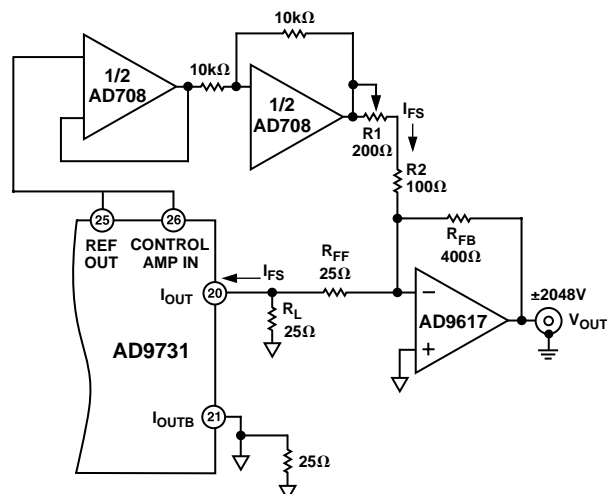 10kΩ
1/2
AD708
10kΩ
1/2
AD708
I_FS
R1
200Ω
R2
100Ω
25
26
REF
OUT
CONTROL
AMP IN
I_FS
R_FF
25Ω
R_FB
400Ω
I_OUT
20
R_L
25Ω
–
+
AD9617
±2048V
V_OUT
AD9731
I_OUTB
21
25Ω